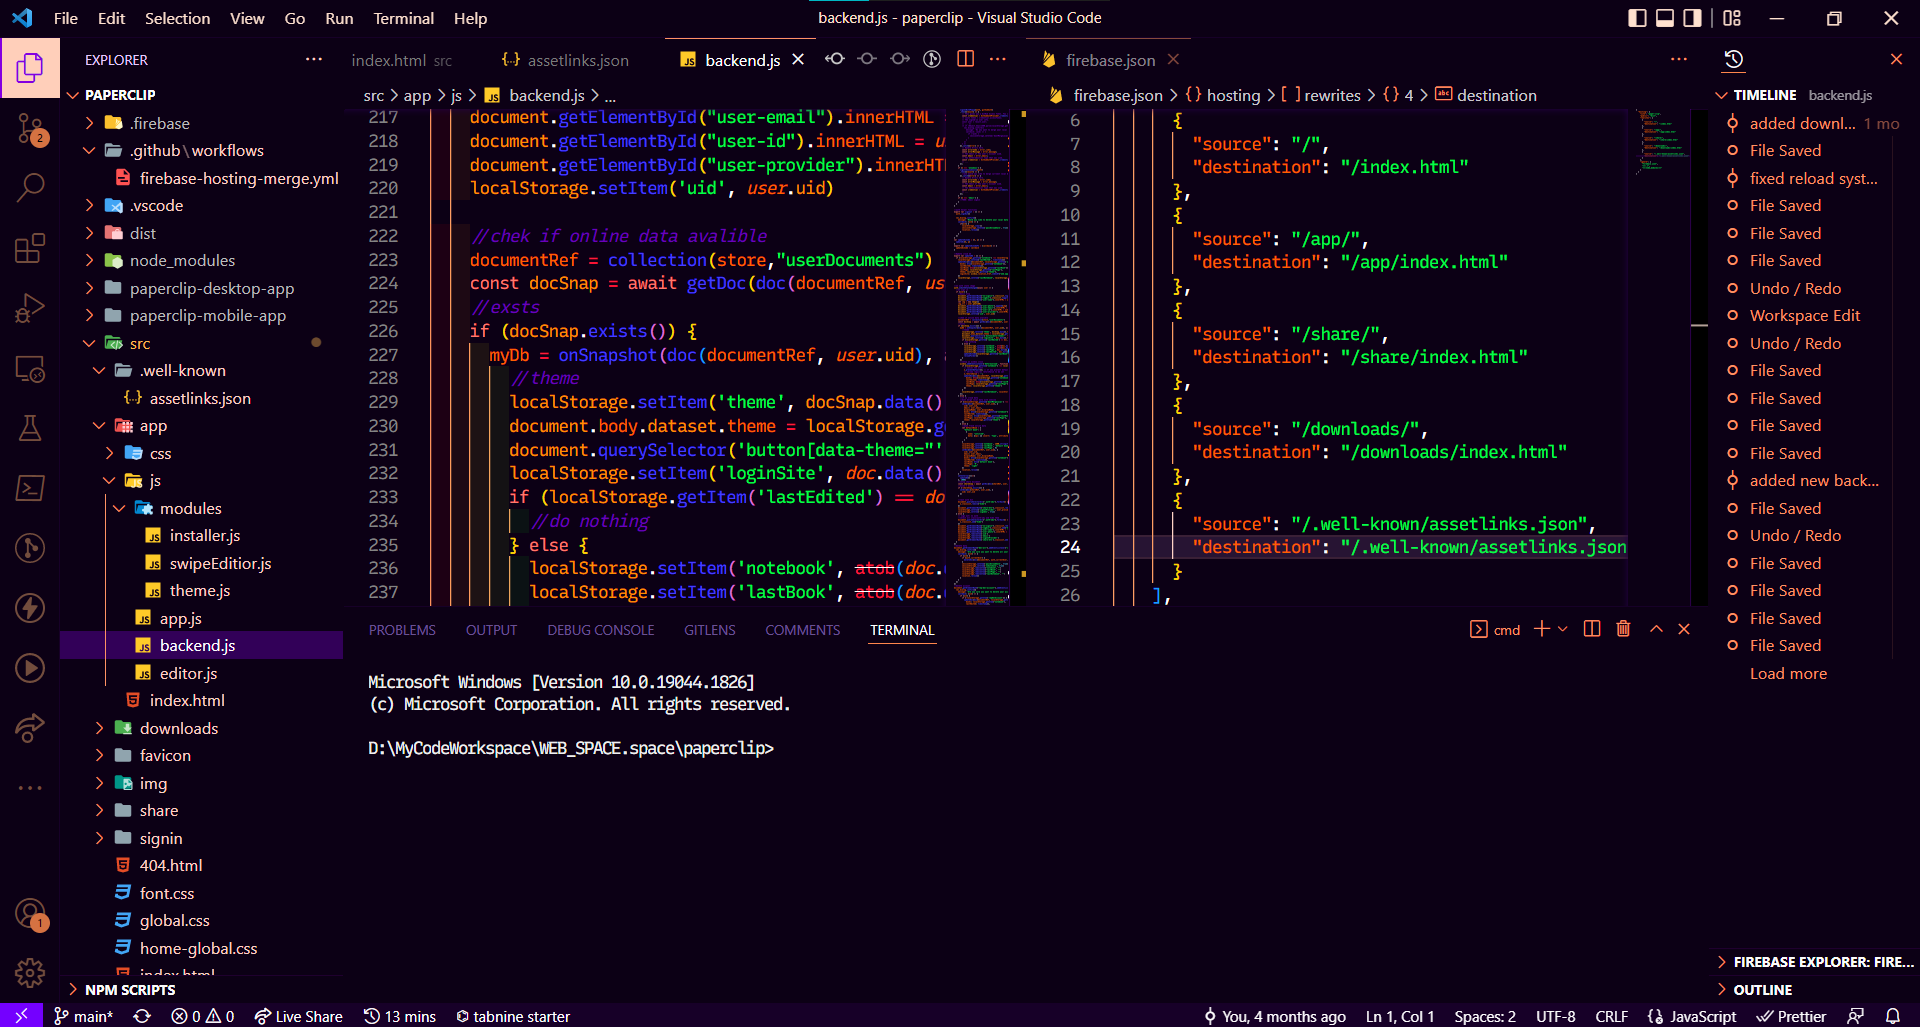 File Edit Selection View Go Run Terminal Help
backend.js - paperclip - Visual Studio Code
EXPLORER
PAPERCLIP
.firebase
.github\workflows
firebase-hosting-merge.yml
.vscode
dist
node_modules
paperclip-desktop-app
paperclip-mobile-app
src
.well-known
assetlinks.json
app
css
js
modules
installer.js
swipeEditior.js
theme.js
app.js
backend.js
editor.js
index.html
downloads
favicon
img
share
signin
404.html
font.css
global.css
home-global.css
index.html
NPM SCRIPTS
2
1
index.html src
assetlinks.json
backend.js
src > app > js > backend.js > ...
217 document.getElementById("user-email").innerHTML =
218 document.getElementById("user-id").innerHTML = u
219 document.getElementById("user-provider").innerHT
220 localStorage.setItem('uid', user.uid)
221
222 //chek if online data avalible
223 documentRef = collection(store,"userDocuments")
224 const docSnap = await getDoc(doc(documentRef, us
225 //exsts
226 if (docSnap.exists()) {
227 myDb = onSnapshot(doc(documentRef, user.uid),
228 //theme
229 localStorage.setItem('theme', docSnap.data()
230 document.body.dataset.theme = localStorage.g
231 document.querySelector('button[data-theme="'
232 localStorage.setItem('loginSite', doc.data()
233 if (localStorage.getItem('lastEdited') == do
234 //do nothing
235 } else {
236 localStorage.setItem('notebook', atob(doc.
237 localStorage.setItem('lastBook', atob(doc.
firebase.json
firebase.json > {} hosting > [ ] rewrites > {} 4 > abc destination
6 {
7 "source": "/",
8 "destination": "/index.html"
9 },
10 {
11 "source": "/app/",
12 "destination": "/app/index.html"
13 },
14 {
15 "source": "/share/",
16 "destination": "/share/index.html"
17 },
18 {
19 "source": "/downloads/",
20 "destination": "/downloads/index.html"
21 },
22 {
23 "source": "/.well-known/assetlinks.json",
24 "destination": "/.well-known/assetlinks.json
25 }
26 ],
PROBLEMS OUTPUT DEBUG CONSOLE GITLENS COMMENTS TERMINAL
cmd
Microsoft Windows [Version 10.0.19044.1826]
(c) Microsoft Corporation. All rights reserved.
D:\MyCodeWorkspace\WEB_SPACE.space\paperclip>
TIMELINE backend.js
added downl... 1 mo
File Saved
fixed reload syst...
File Saved
File Saved
File Saved
Undo / Redo
Workspace Edit
Undo / Redo
File Saved
File Saved
File Saved
File Saved
added new back...
File Saved
Undo / Redo
File Saved
File Saved
File Saved
File Saved
Load more
FIREBASE EXPLORER: FIRE...
OUTLINE
main* 0 0 Live Share 13 mins tabnine starter
You, 4 months ago Ln 1, Col 1 Spaces: 2 UTF-8 CRLF JavaScript Prettier